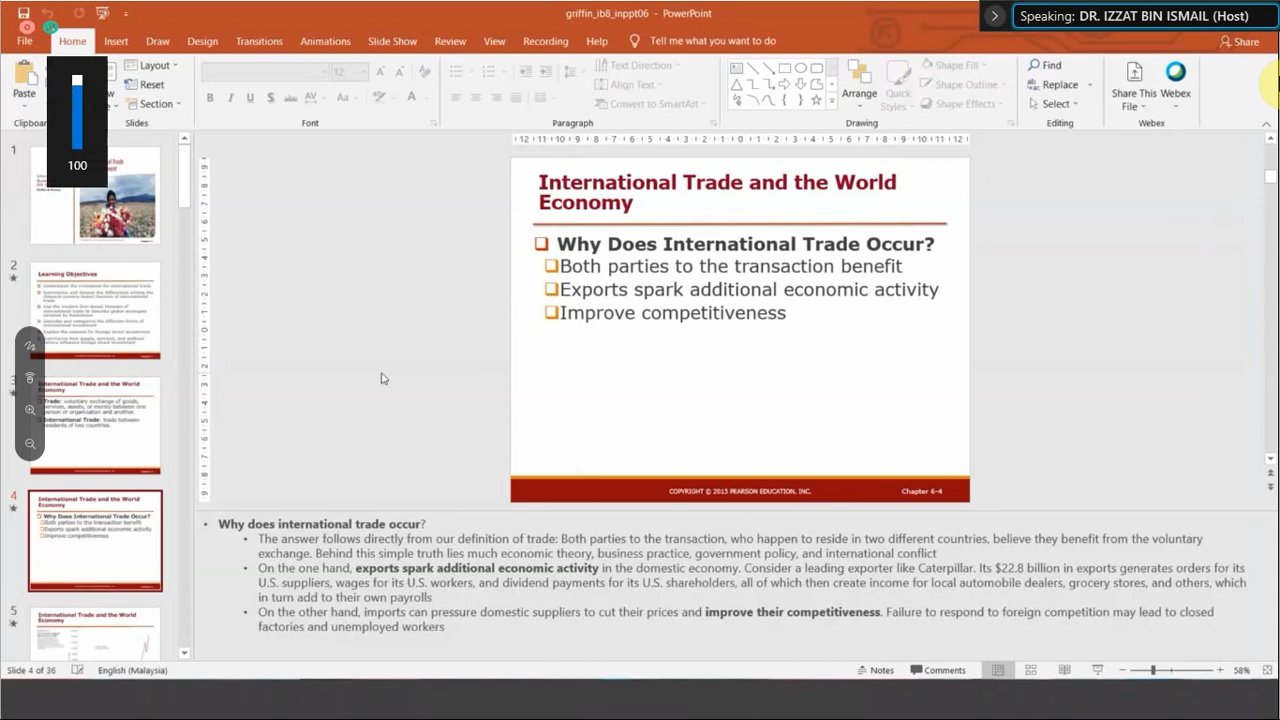 griffin_ib8_inppt06 - PowerPoint
Speaking: DR. IZZAT BIN ISMAIL (Host)
File Home Insert Draw Design Transitions Animations Slide Show Review View Recording Help Tell me what you want to do Share
Paste
Layout
Reset
Section
Clipboard
Slides
12
Font
Text Direction
Align Text
Convert to SmartArt
Paragraph
Arrange
Quick Styles
Shape Fill
Shape Outline
Shape Effects
Drawing
Find
Replace
Select
Editing
Share This File
Webex
Webex
100
1
2
Learning Objectives
3
International Trade and the World
Economy
Trade: voluntary exchange of goods,
services, assets, or money between one
person or organization and another.
International Trade: trade between
residents of two countries.
4
International Trade and the World
Economy
Why Does International Trade Occur?
Both parties to the transaction benefit
Exports spark additional economic activity
Improve competitiveness
5
International Trade and the World
Economy
International Trade and the World
Economy
Why Does International Trade Occur?
Both parties to the transaction benefit
Exports spark additional economic activity
Improve competitiveness
COPYRIGHT © 2015 PEARSON EDUCATION, INC. Chapter 6-4
• Why does international trade occur?
• The answer follows directly from our definition of trade: Both parties to the transaction, who happen to reside in two different countries, believe they benefit from the voluntary
exchange. Behind this simple truth lies much economic theory, business practice, government policy, and international conflict
• On the one hand, exports spark additional economic activity in the domestic economy. Consider a leading exporter like Caterpillar. Its $22.8 billion in exports generates orders for its
U.S. suppliers, wages for its U.S. workers, and dividend payments for its U.S. shareholders, all of which then create income for local automobile dealers, grocery stores, and others, which
in turn add to their own payrolls
• On the other hand, imports can pressure domestic suppliers to cut their prices and improve their competitiveness. Failure to respond to foreign competition may lead to closed
factories and unemployed workers
Slide 4 of 36 English (Malaysia) Notes Comments 58%